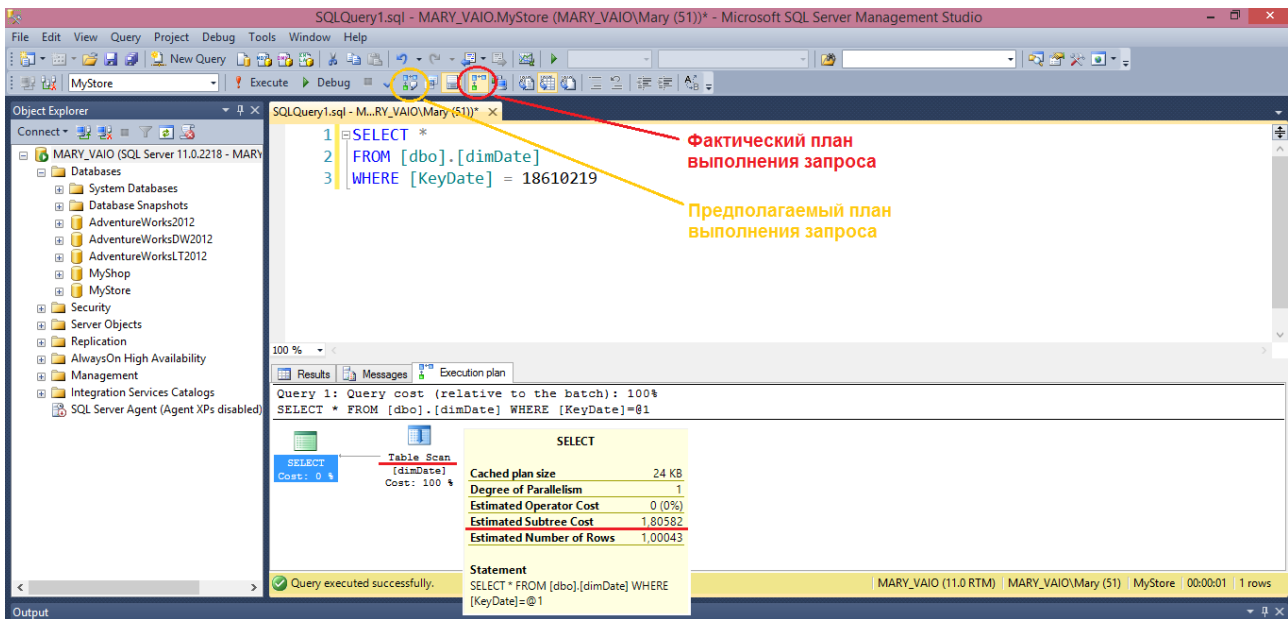 SQLQuery1.sql - MARY_VAIO.MyStore (MARY_VAIO\Mary (51))* - Microsoft SQL Server Management Studio
File Edit View Query Project Debug Tools Window Help
New Query
MyStore
Execute
Debug
Object Explorer
Connect
MARY_VAIO (SQL Server 11.0.2218 - MARY
Databases
System Databases
Database Snapshots
AdventureWorks2012
AdventureWorksDW2012
AdventureWorksLT2012
MyShop
MyStore
Security
Server Objects
Replication
AlwaysOn High Availability
Management
Integration Services Catalogs
SQL Server Agent (Agent XPs disabled)
SQLQuery1.sql - M...RY_VAIO\Mary (51))*
1 SELECT *
2 FROM [dbo].[dimDate]
3 WHERE [KeyDate] = 18610219
Фактический план
выполнения запроса
Предполагаемый план
выполнения запроса
100 %
Results Messages Execution plan
Query 1: Query cost (relative to the batch): 100%
SELECT * FROM [dbo].[dimDate] WHERE [KeyDate]=@1
SELECT
Cost: 0 %
Table Scan
[dimDate]
Cost: 100 %
SELECT
Cached plan size 24 KB
Degree of Parallelism 1
Estimated Operator Cost 0 (0%)
Estimated Subtree Cost 1,80582
Estimated Number of Rows 1,00043
Statement
SELECT * FROM [dbo].[dimDate] WHERE
[KeyDate]=@1
Query executed successfully.
MARY_VAIO (11.0 RTM) MARY_VAIO\Mary (51) MyStore 00:00:01 1 rows
Output